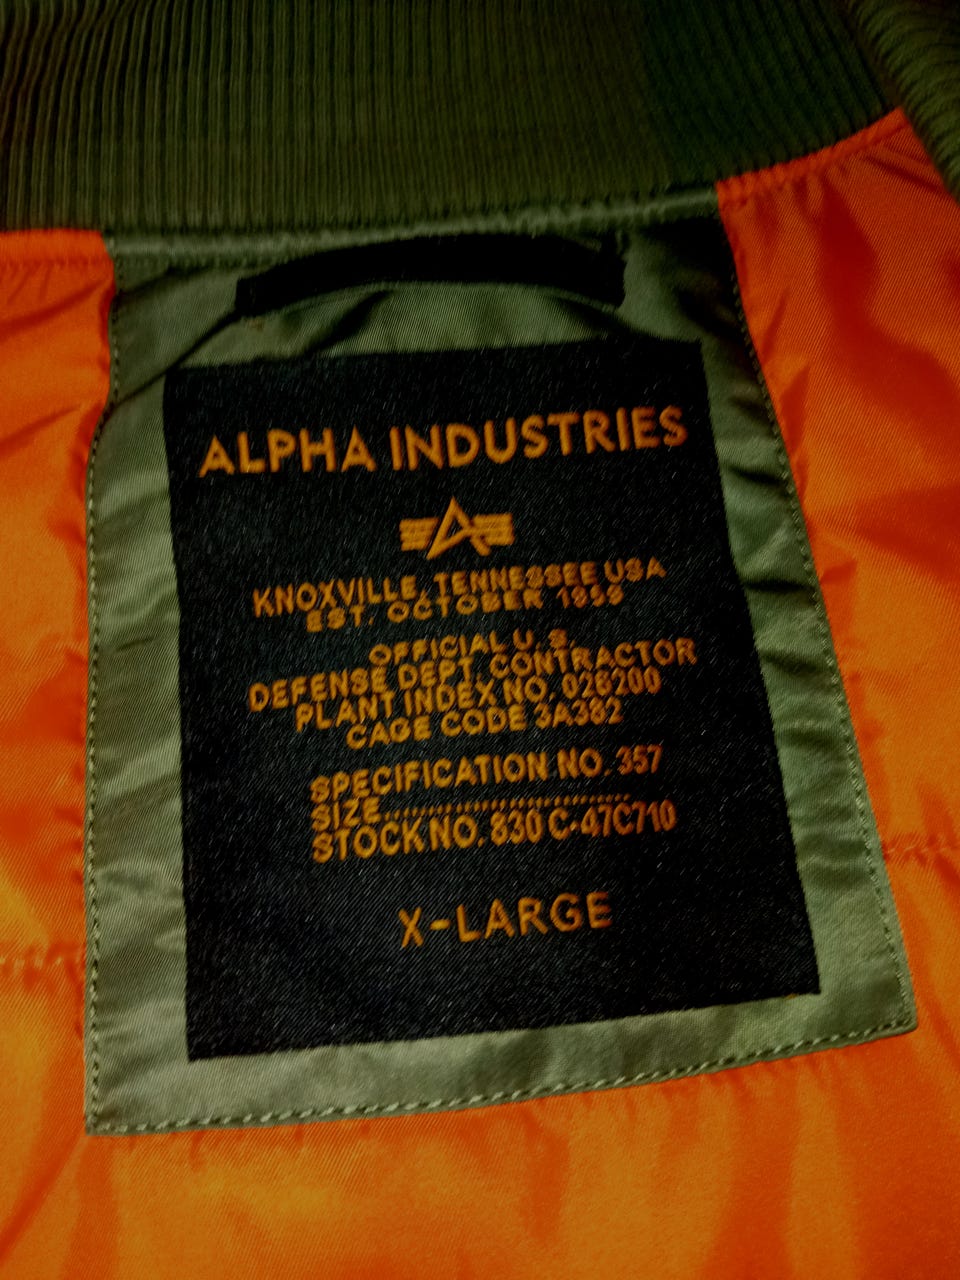 ALPHA INDUSTRIES
KNOXVILLE, TENNESSEE USA
EST. OCTOBER 1959
OFFICIAL U.S.
DEFENSE DEPT. CONTRACTOR
PLANT INDEX NO. 026200
CAGE CODE 3A382
SPECIFICATION NO. 357
SIZE..............................
STOCK NO. 830 C-47C710
X-LARGE